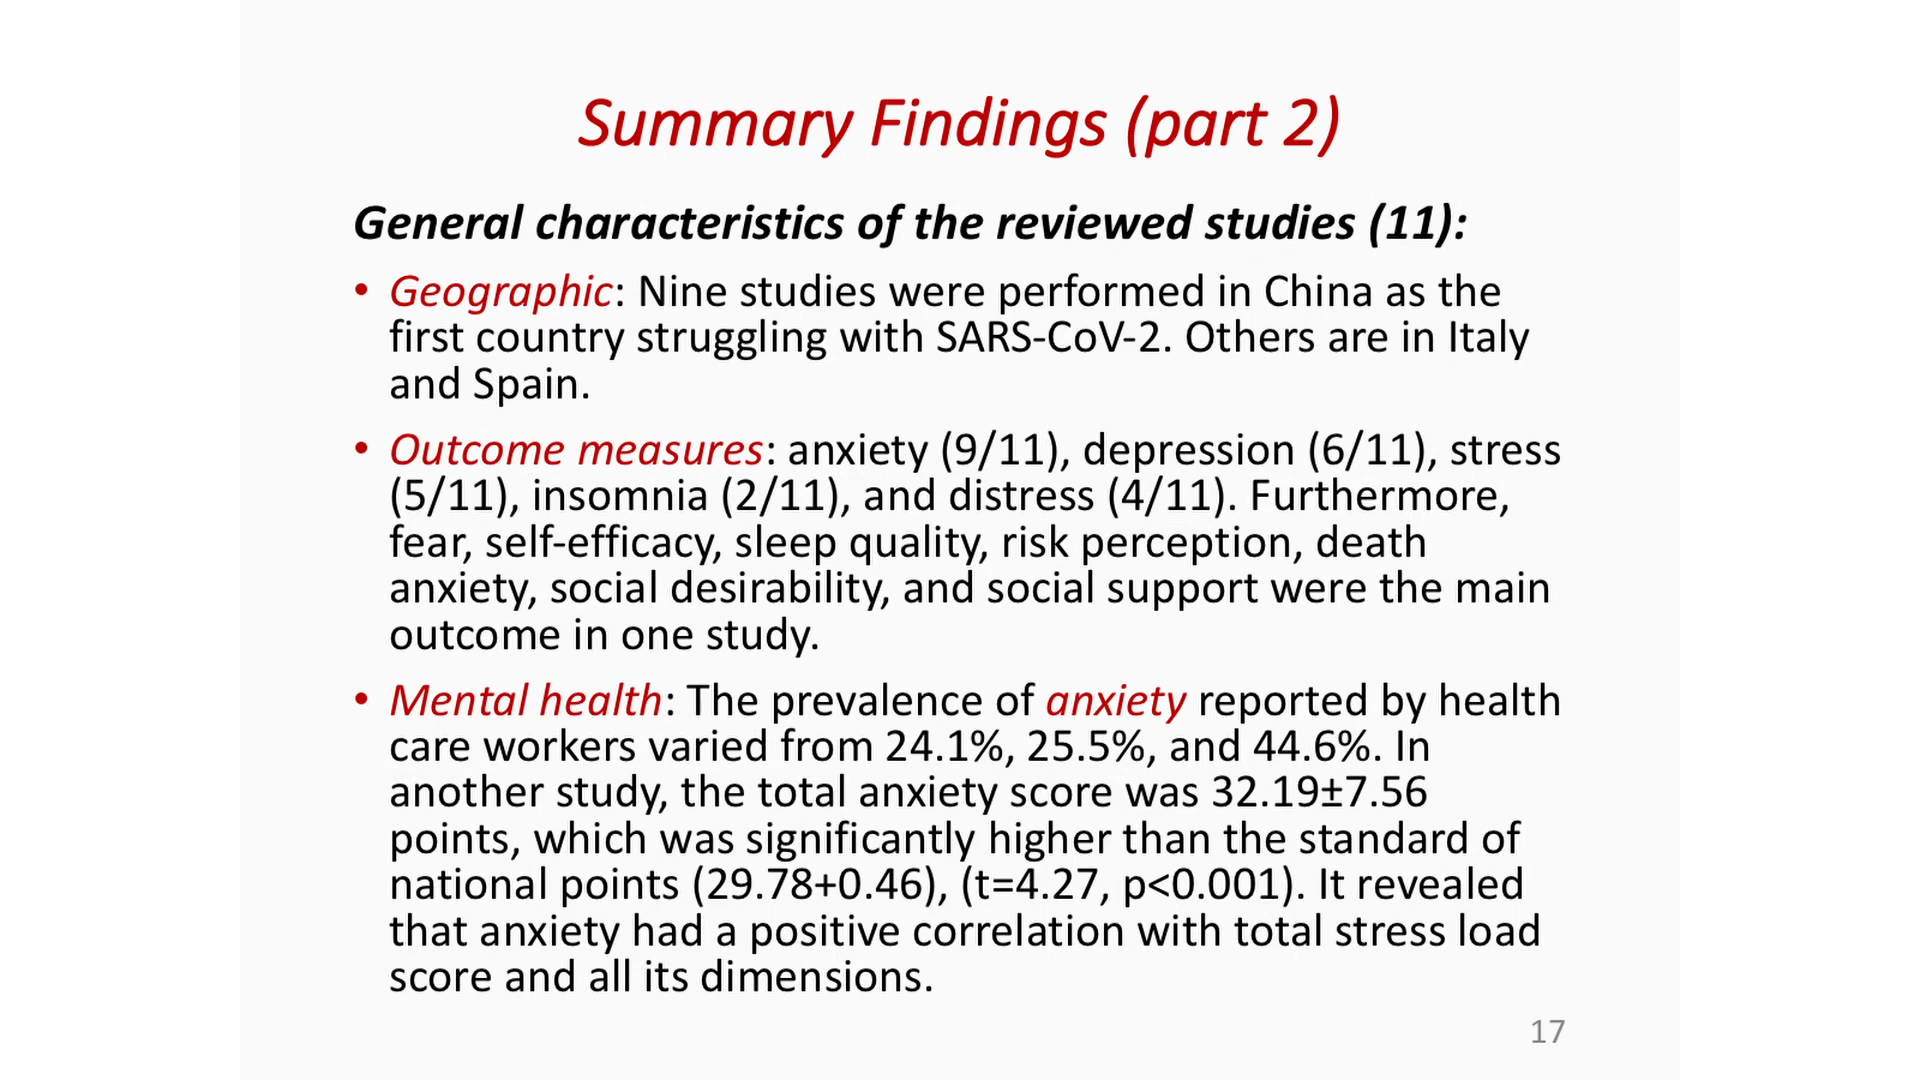 Summary Findings (part 2)
General characteristics of the reviewed studies (11):
• Geographic: Nine studies were performed in China as the
first country struggling with SARS-CoV-2. Others are in Italy
and Spain.
• Outcome measures: anxiety (9/11), depression (6/11), stress
(5/11), insomnia (2/11), and distress (4/11). Furthermore,
fear, self-efficacy, sleep quality, risk perception, death
anxiety, social desirability, and social support were the main
outcome in one study.
• Mental health: The prevalence of anxiety reported by health
care workers varied from 24.1%, 25.5%, and 44.6%. In
another study, the total anxiety score was 32.19±7.56
points, which was significantly higher than the standard of
national points (29.78+0.46), (t=4.27, p<0.001). It revealed
that anxiety had a positive correlation with total stress load
score and all its dimensions.
17